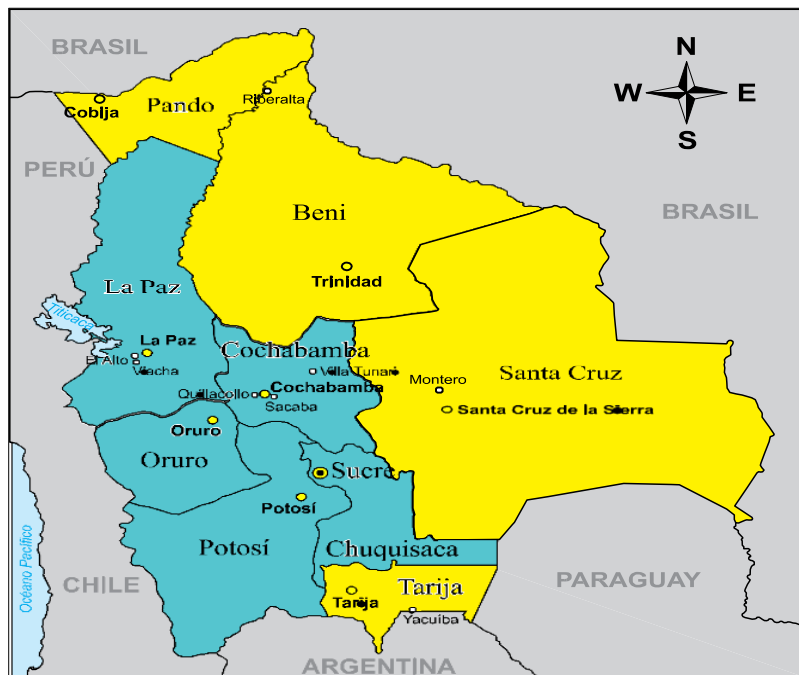 BRASIL
N
W E
S
Riberalta
Cobija
Pando
PERÚ
Beni
BRASIL
Trinidad
La Paz
Titicaca
La Paz
El Alto
Viacha
Cochabamba
Villa Tunari
Montero
Santa Cruz
Quillacollo
Cochabamba
Sacaba
Santa Cruz de la Sierra
Oruro
Oruro
Sucre
Potosí
Potosí
Chuquisaca
Océano Pacífico
CHILE
Tarija
PARAGUAY
Tarija
Yacuíba
ARGENTINA